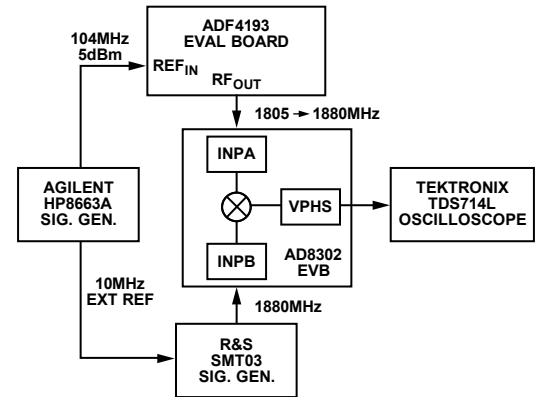 ADF4193
EVAL BOARD
104MHz
5dBm
REFIN
RFOUT
1805 → 1880MHz
INPA
AGILENT
HP8663A
SIG. GEN.
VPHS
TEKTRONIX
TDS714L
OSCILLOSCOPE
INPB
AD8302
EVB
10MHz
EXT REF
1880MHz
R&S
SMT03
SIG. GEN.